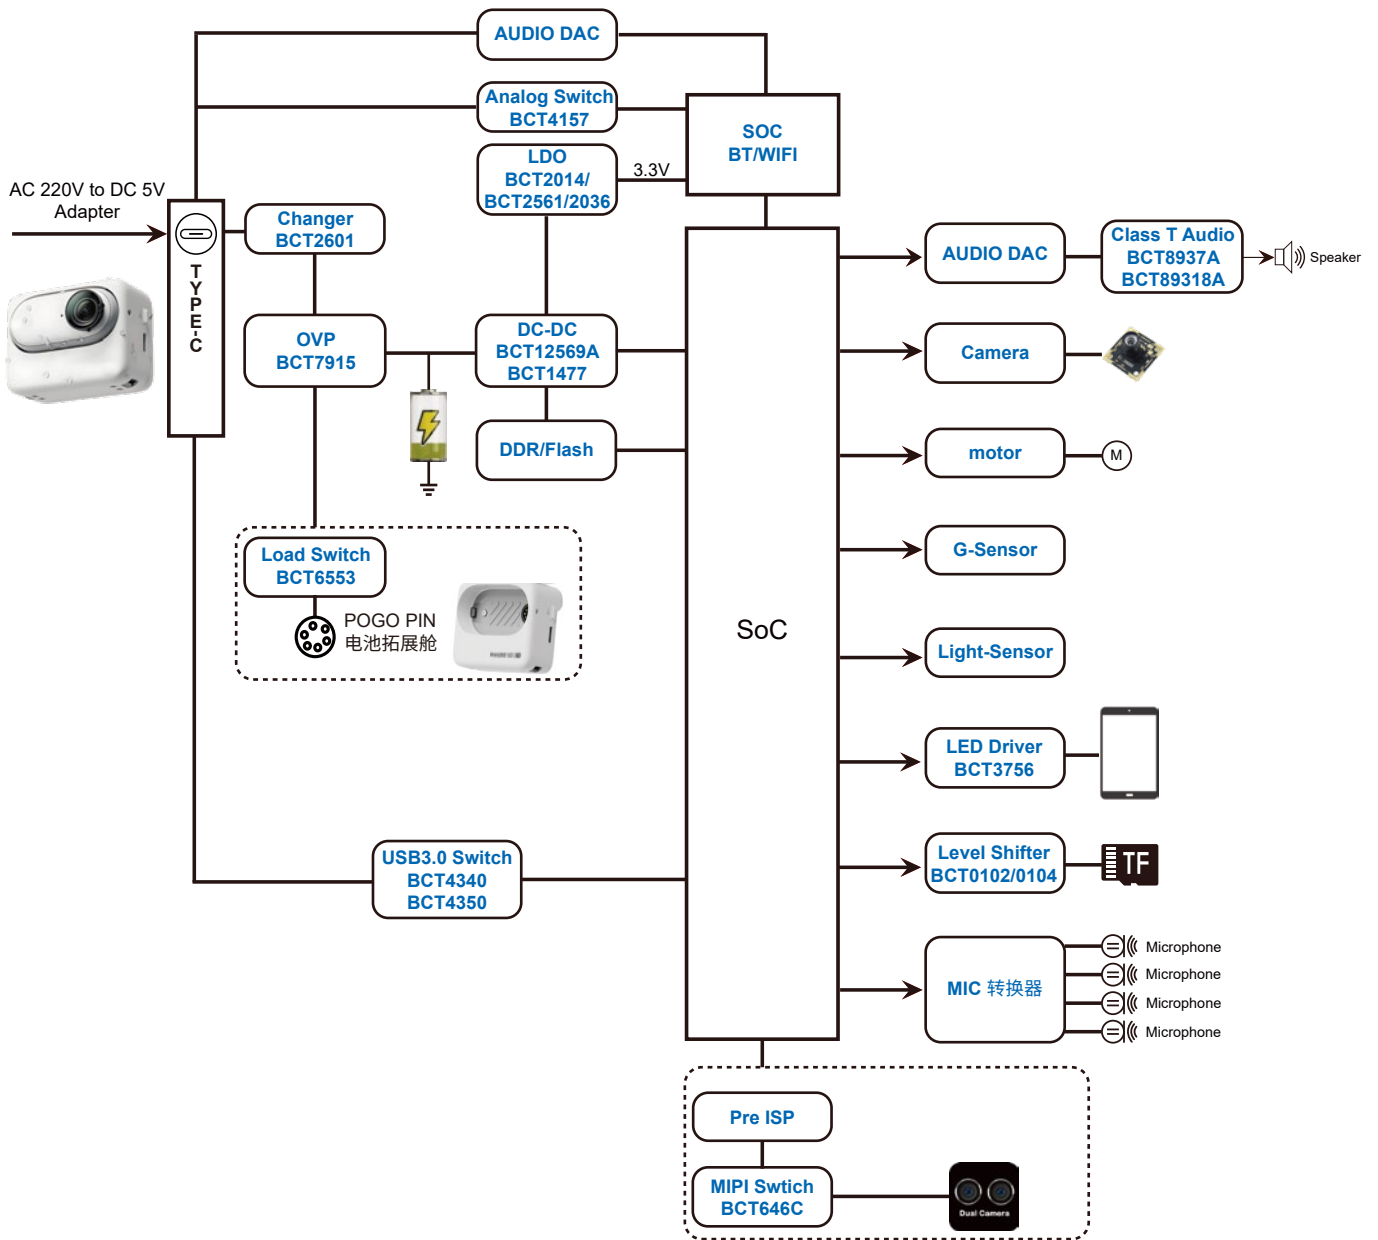 AUDIO DAC
Analog Switch
BCT4157
SOC
BT/WIFI
LDO
BCT2014/
BCT2561/2036
3.3V
AC 220V to DC 5V
Adapter
TYPE-C
Changer
BCT2601
AUDIO DAC
Class T Audio
BCT8937A
BCT89318A
Speaker
OVP
BCT7915
DC-DC
BCT12569A
BCT1477
Camera
DDR/Flash
motor
M
Load Switch
BCT6553
POGO PIN
电池拓展舱
G-Sensor
SoC
Light-Sensor
LED Driver
BCT3756
USB3.0 Switch
BCT4340
BCT4350
Level Shifter
BCT0102/0104
TF
MIC 转换器
Microphone
Microphone
Microphone
Microphone
Pre ISP
MIPI Swtich
BCT646C
Dual Camera